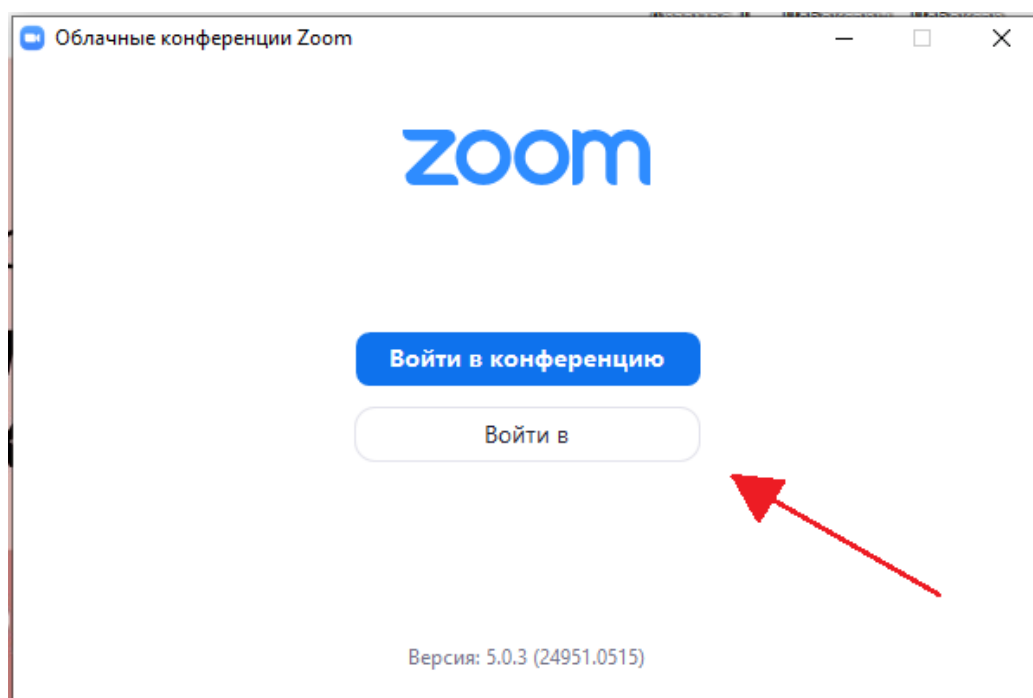 Облачные конференции Zoom
zoom
Войти в конференцию
Войти в
Версия: 5.0.3 (24951.0515)